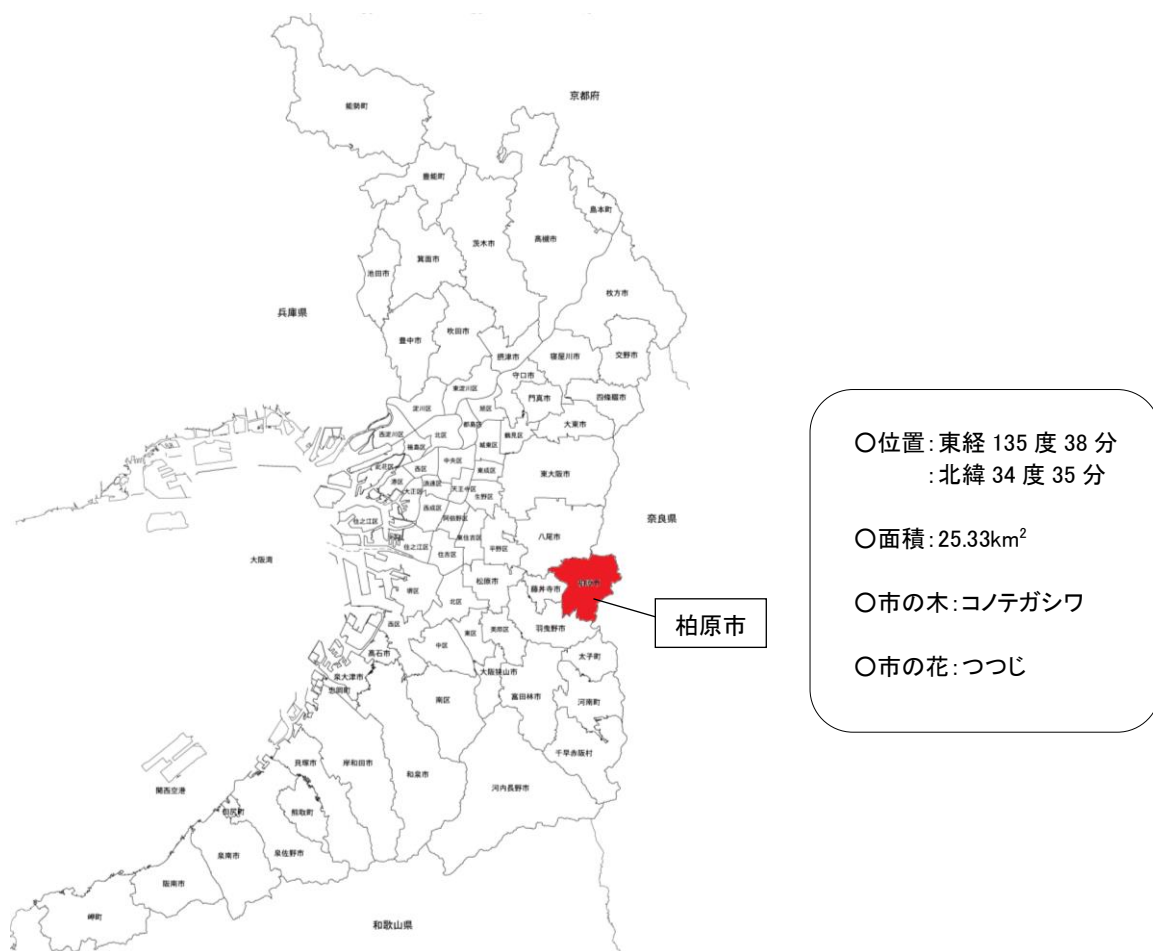 京都府
能勢町
豊能町
島本町
高槻市
茨木市
箕面市
池田市
枚方市
兵庫県
吹田市
豊中市
摂津市
寝屋川市
交野市
守口市
東淀川区
門真市
四條畷市
淀川区
旭区
都島区
大東市
西淀川区
北区
鶴見区
福島区
城東区
中央区
此花区
西区
東成区
東大阪市
港区
浪速区
天王寺区
大正区
生野区
西成区
阿倍野区
奈良県
住之江区
東住吉区
八尾市
住之江区
平野区
住吉区
大阪湾
松原市
藤井寺市
堺区
北区
柏原市
西区
東区
美原区
羽曳野市
中区
高石市
太子町
大阪狭山市
泉大津市
忠岡町
南区
富田林市
河南町
千早赤阪村
貝塚市
岸和田市
和泉市
河内長野市
関西空港
田尻町
熊取町
泉佐野市
泉南市
阪南市
岬町
和歌山県
〇位置:東経 135 度 38 分
:北緯 34 度 35 分
〇面積:25.33km²
〇市の木:コノテガシワ
〇市の花:つつじ